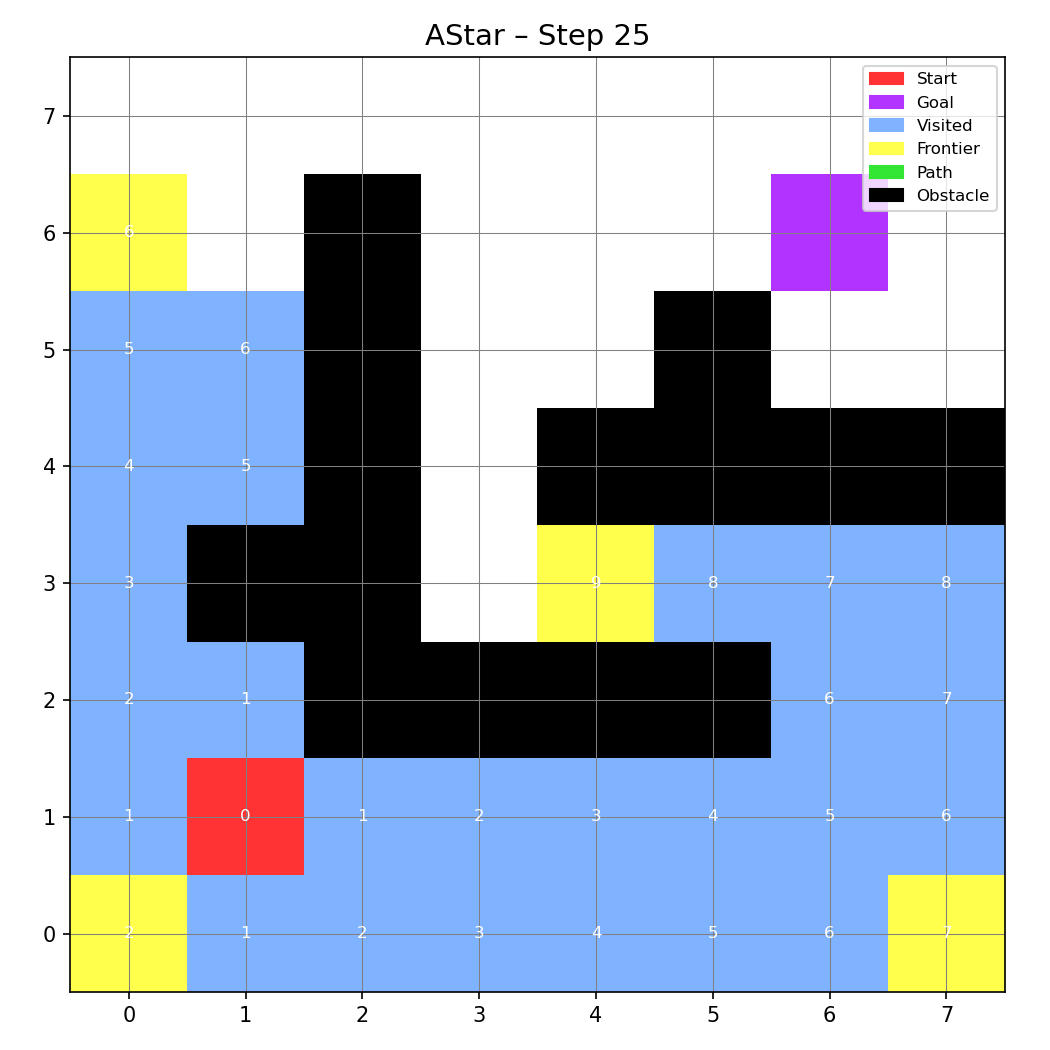 AStar – Step 25
Start
Goal
Visited
Frontier
Path
Obstacle
7
6 6
5 5 6
4 4 5
3 3 9 8 7 8
2 2 1 6 7
1 1 0 1 2 3 4 5 6
0 2 1 2 3 4 5 6 7
0 1 2 3 4 5 6 7